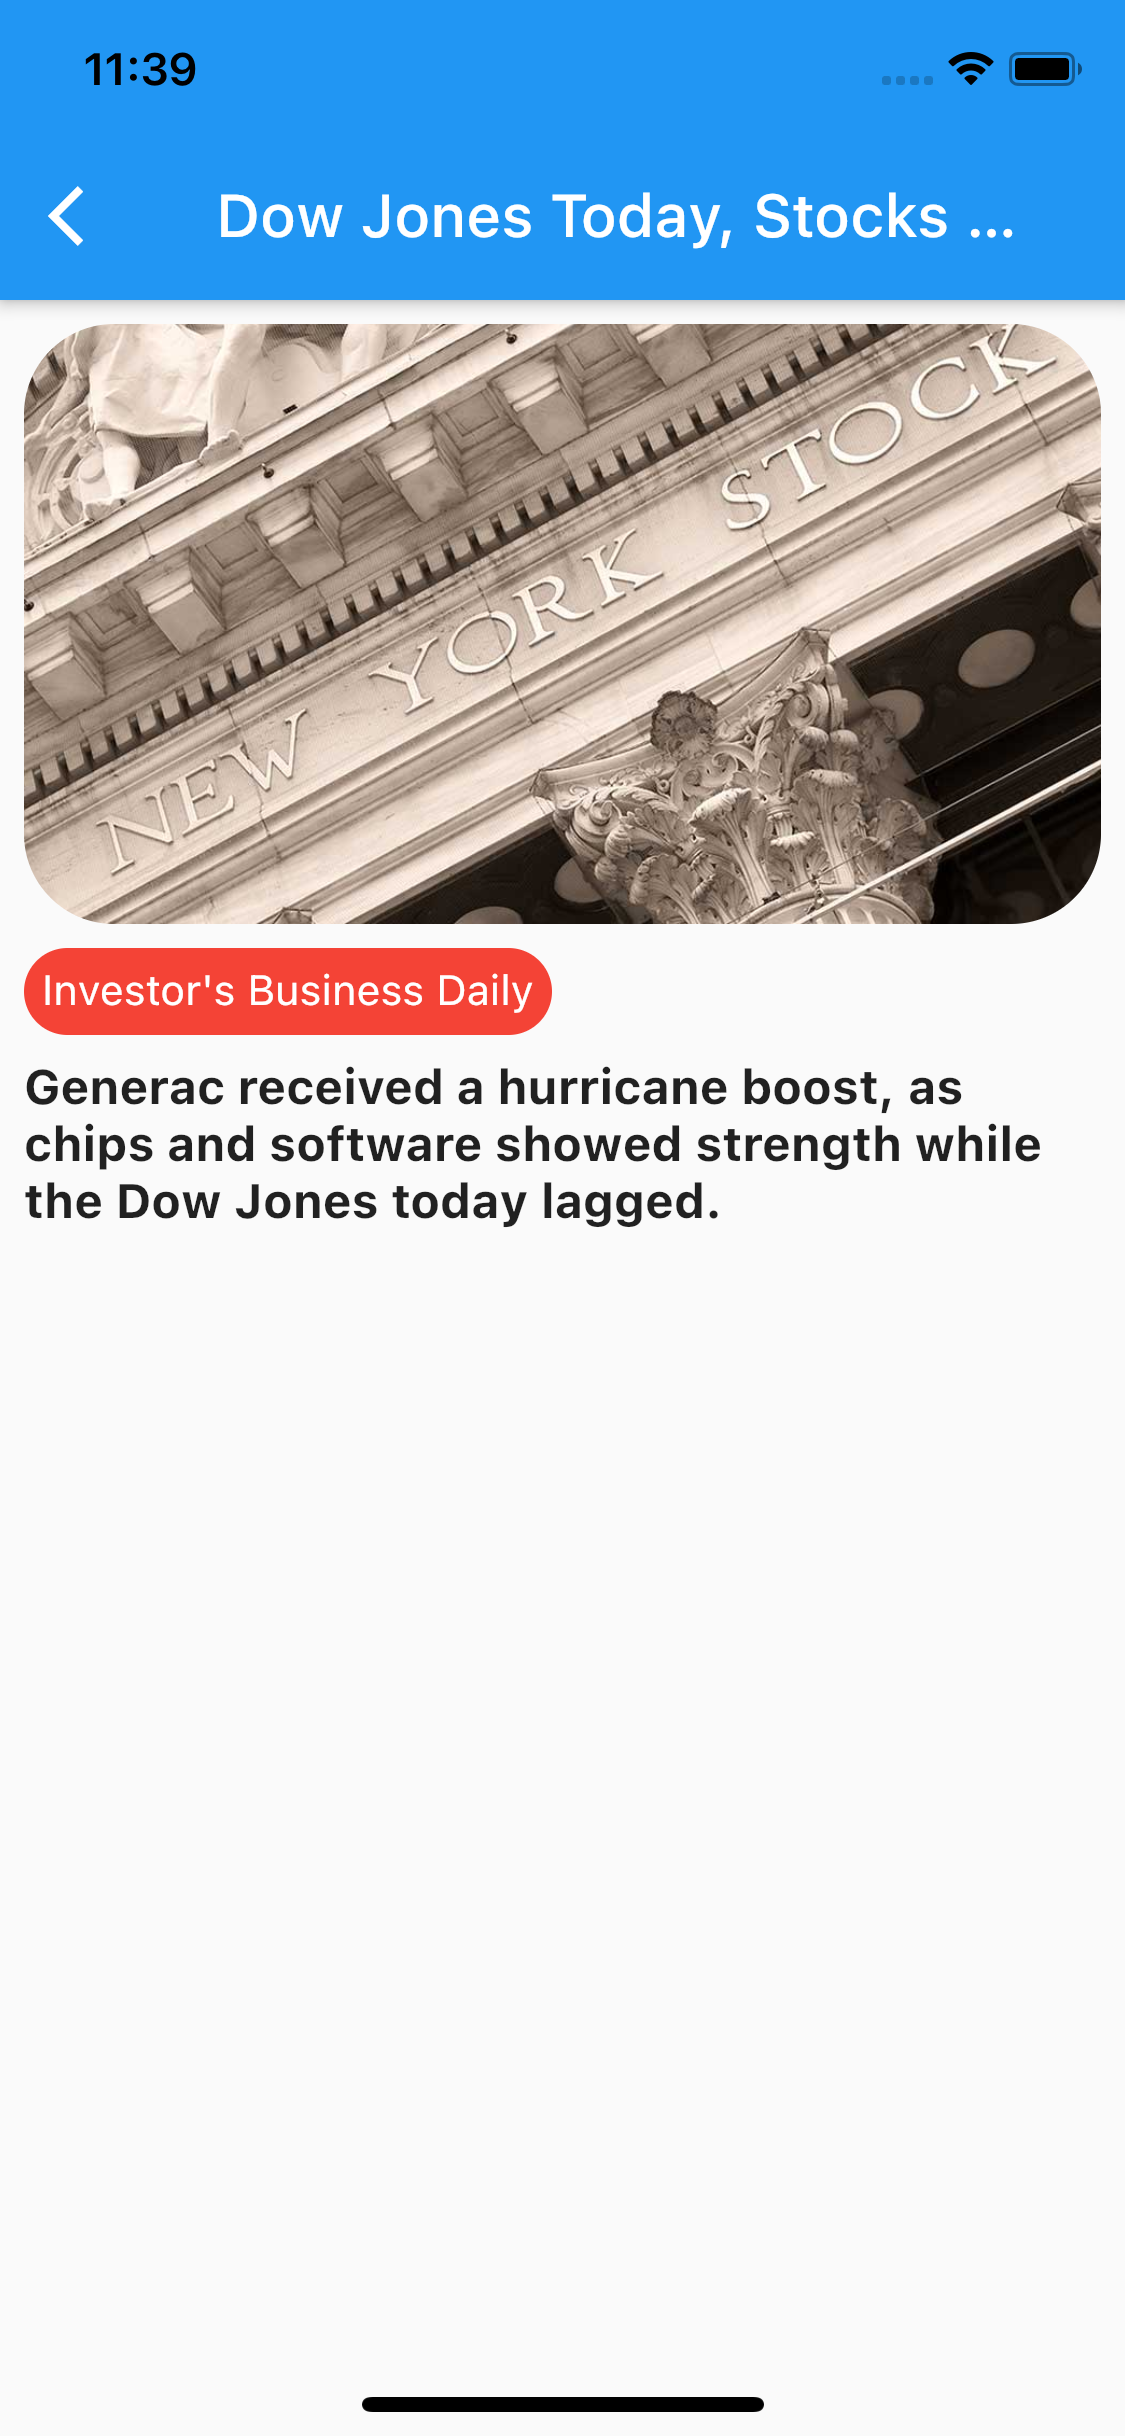 11:39
Dow Jones Today, Stocks ...
NEW YORK STOCK
Investor's Business Daily
Generac received a hurricane boost, as
chips and software showed strength while
the Dow Jones today lagged.